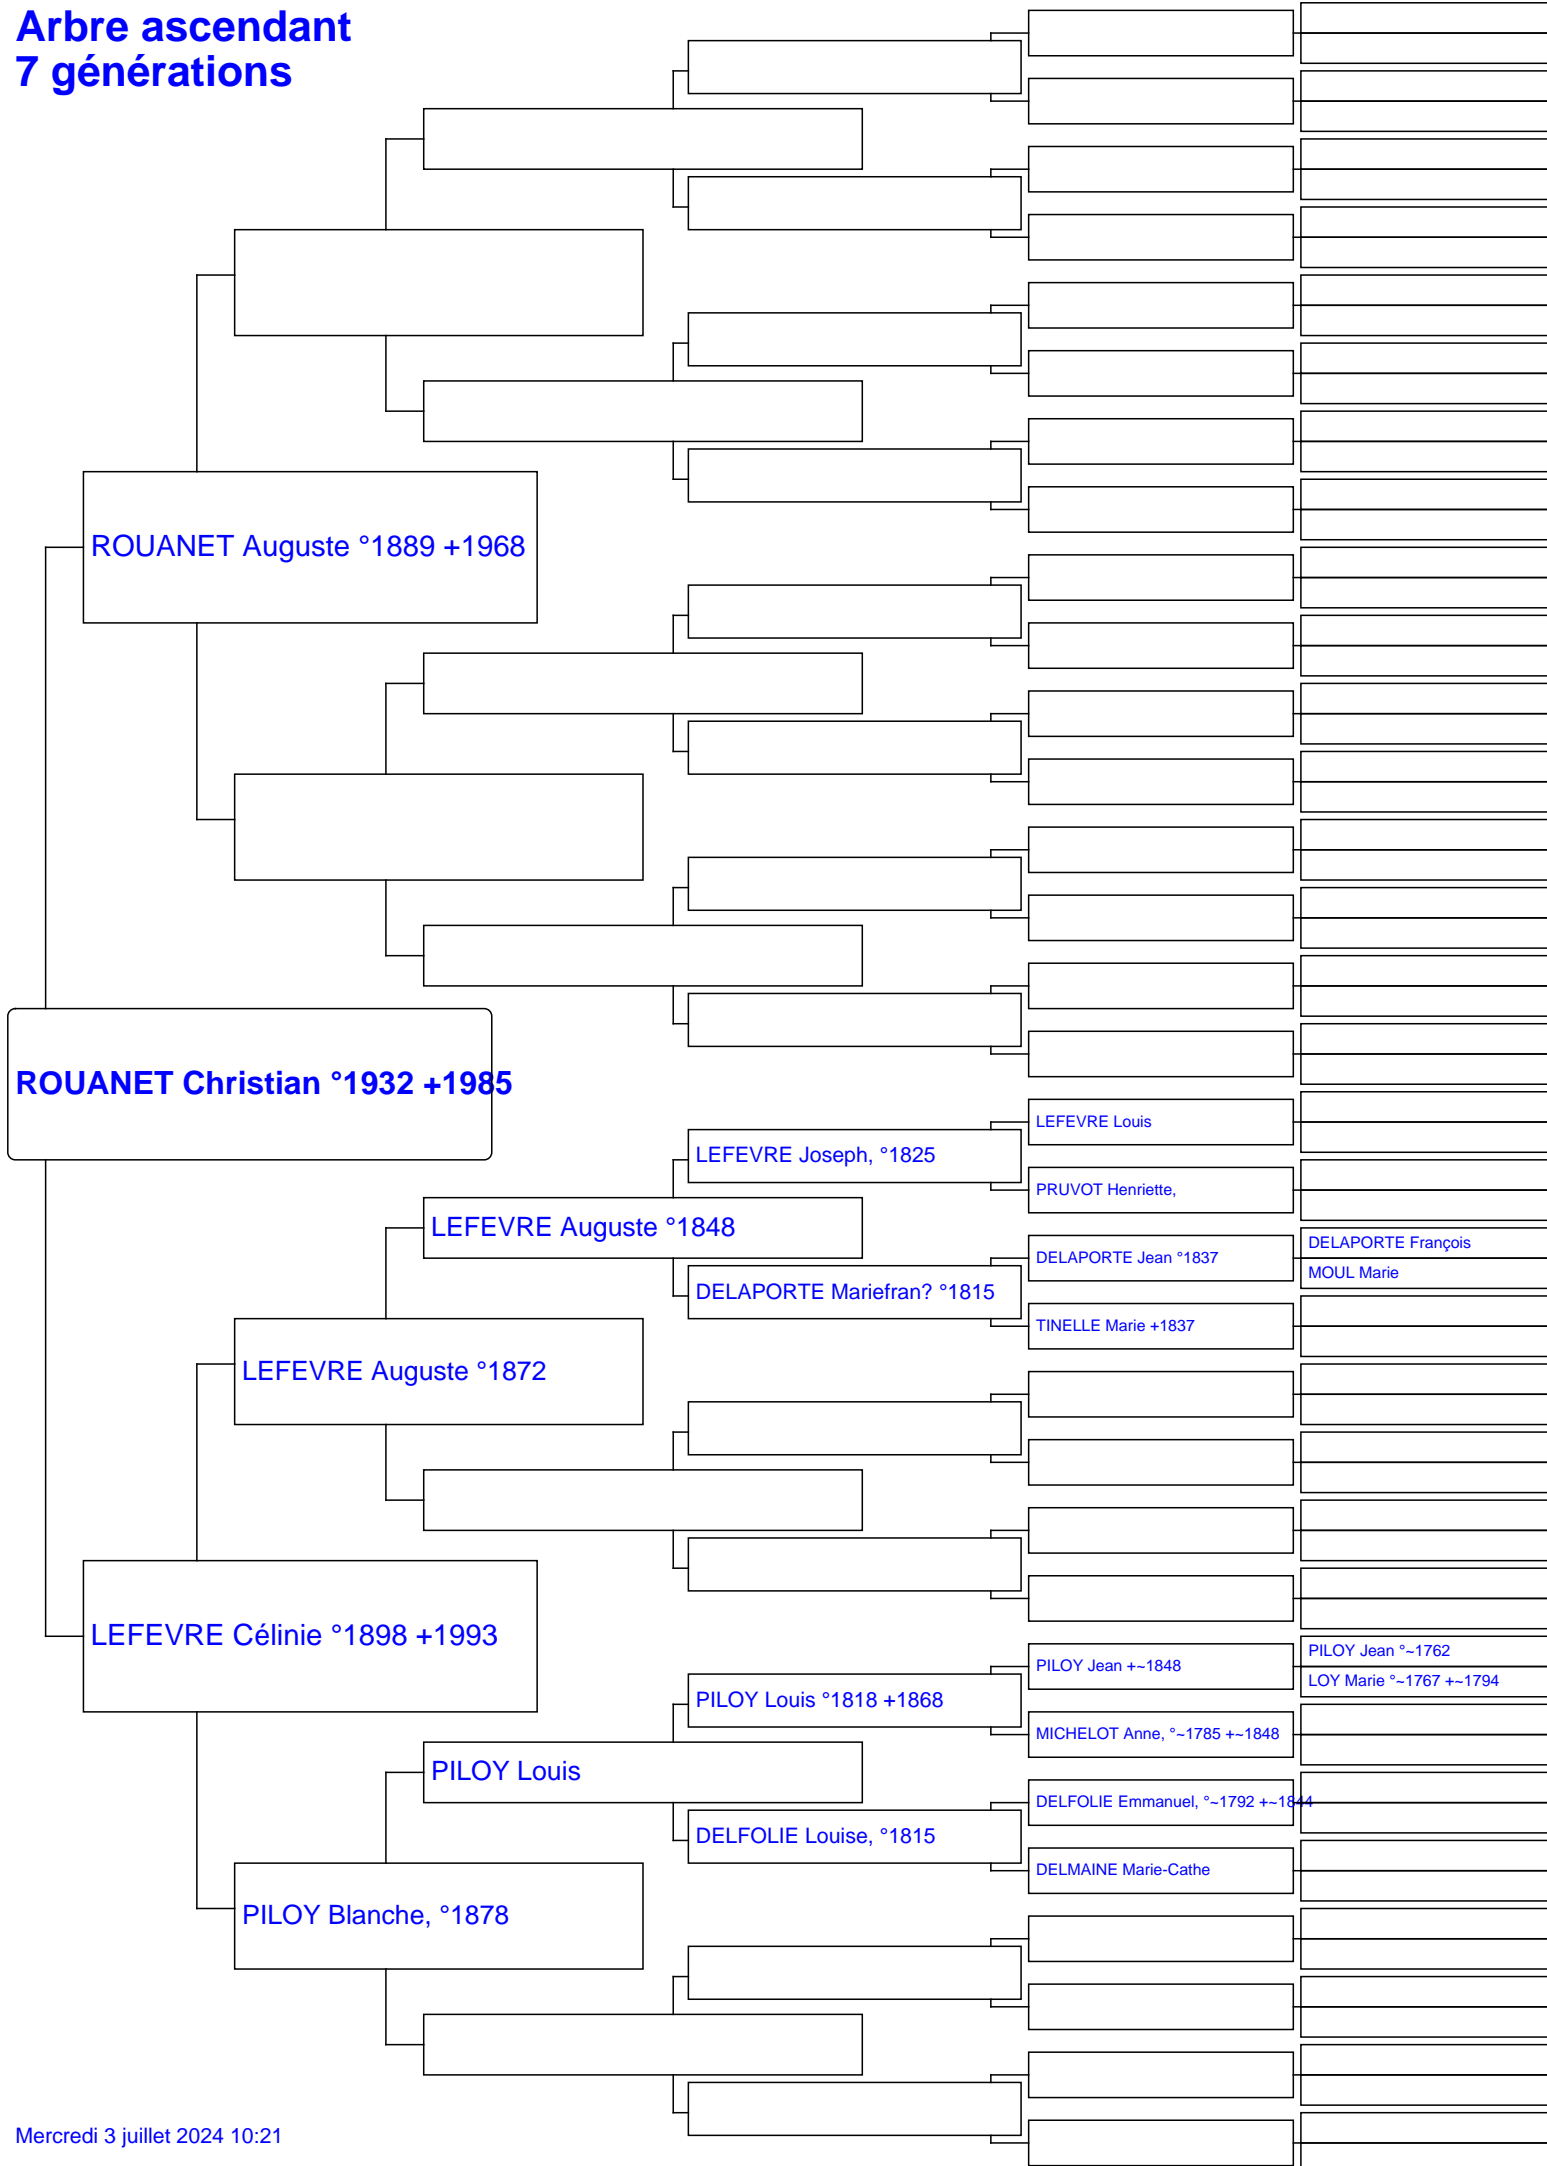 Arbre ascendant
7 générations
ROUANET Auguste °1889 +1968
ROUANET Christian °1932 +1985
LEFEVRE Louis
LEFEVRE Joseph, °1825
PRUVOT Henriette,
LEFEVRE Auguste °1848
DELAPORTE François
DELAPORTE Jean °1837
MOUL Marie
DELAPORTE Mariefran? °1815
TINELLE Marie +1837
LEFEVRE Auguste °1872
LEFEVRE Célinie °1898 +1993
PILOY Jean °~1762
PILOY Jean +~1848
LOY Marie °~1767 +~1794
PILOY Louis °1818 +1868
MICHELOT Anne, °~1785 +~1848
PILOY Louis
DELFOLIE Emmanuel, °~1792 +~1844
DELFOLIE Louise, °1815
DELMAINE Marie-Cathe
PILOY Blanche, °1878
Mercredi 3 juillet 2024 10:21